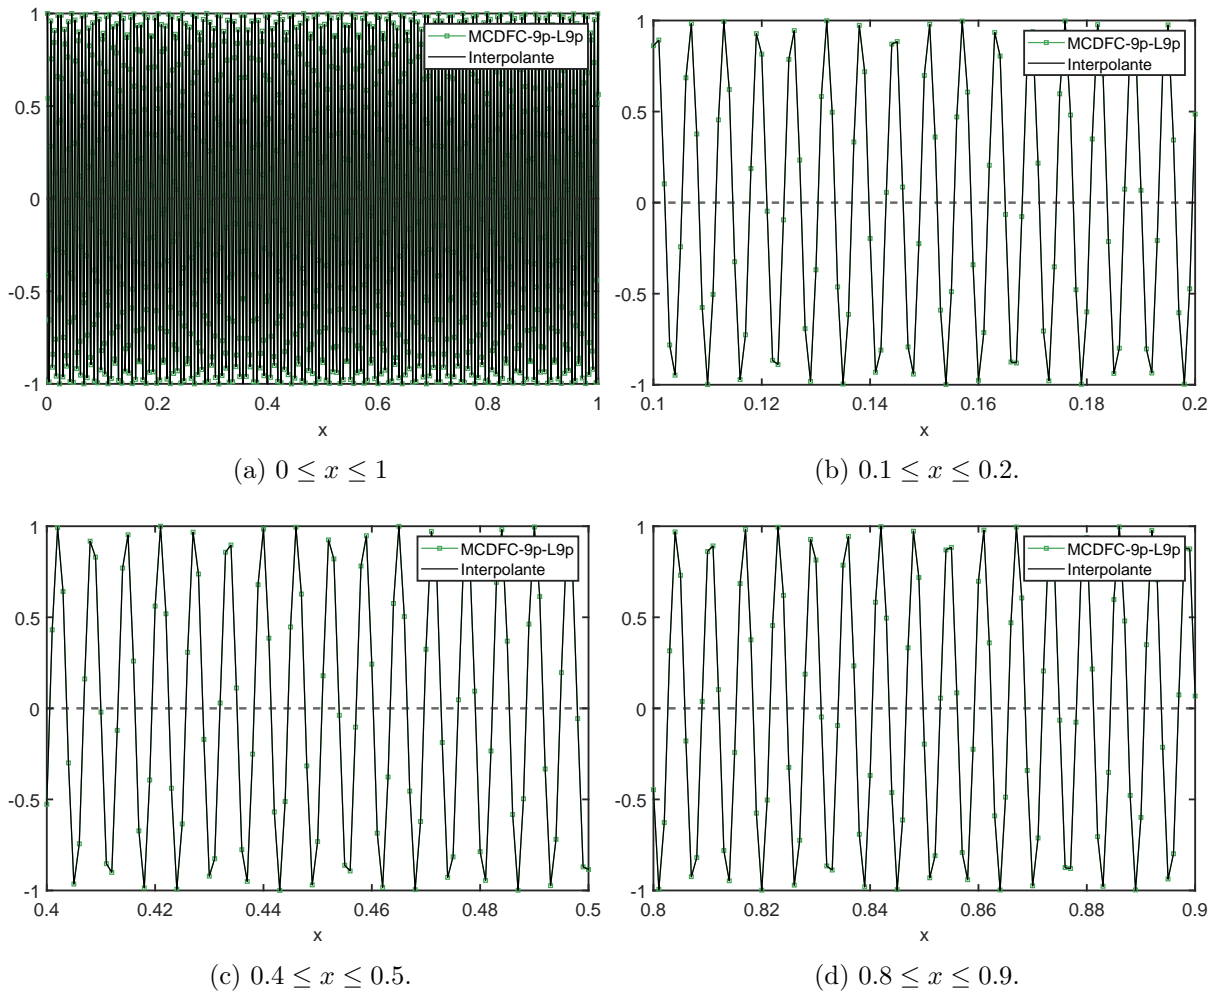 1
0.5
0
-0.5
-1
MCDFC-9p-L9p
Interpolante
0 0.2 0.4 0.6 0.8 1
x
(a) 0 ≤ x ≤ 1
1
0.5
0
-0.5
-1
MCDFC-9p-L9p
Interpolante
0.1 0.12 0.14 0.16 0.18 0.2
x
(b) 0.1 ≤ x ≤ 0.2.
1
0.5
0
-0.5
-1
MCDFC-9p-L9p
Interpolante
0.4 0.42 0.44 0.46 0.48 0.5
x
(c) 0.4 ≤ x ≤ 0.5.
1
0.5
0
-0.5
-1
MCDFC-9p-L9p
Interpolante
0.8 0.82 0.84 0.86 0.88 0.9
x
(d) 0.8 ≤ x ≤ 0.9.